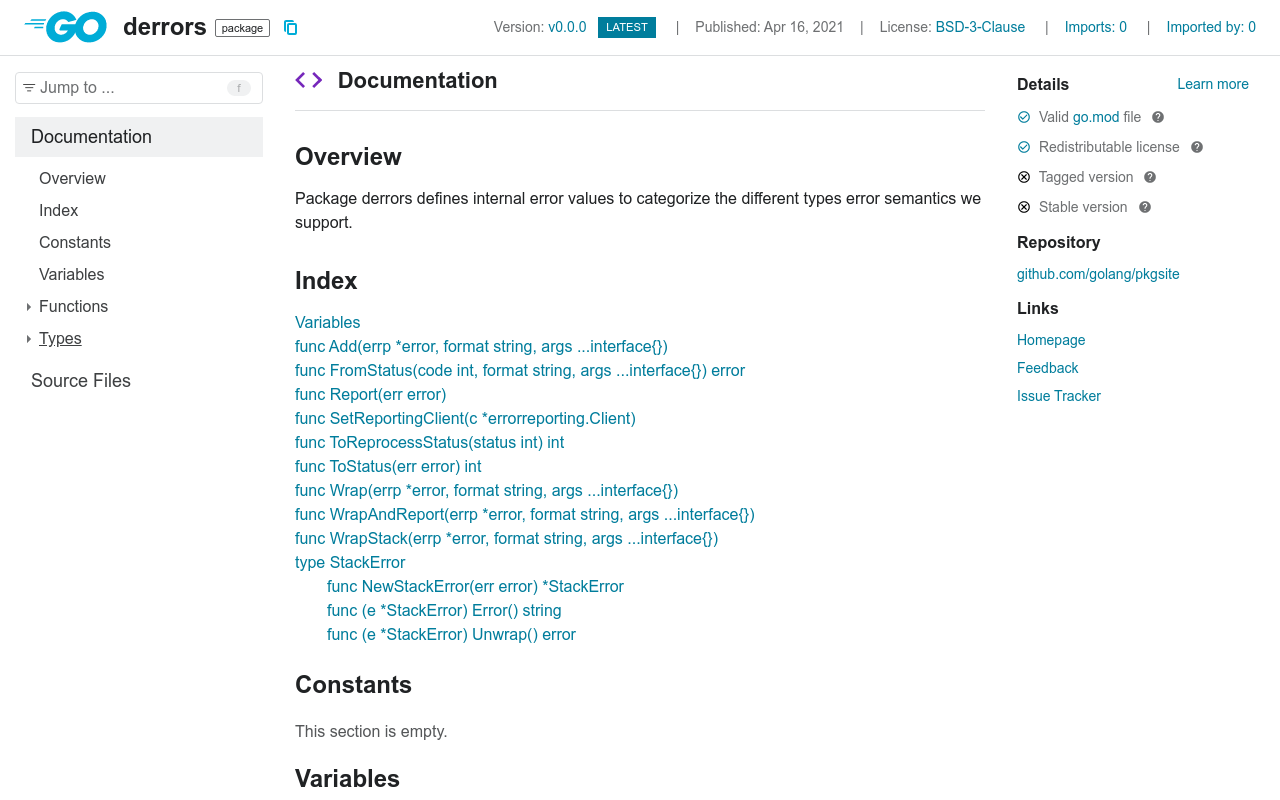 GO derrors package Version: v0.0.0 LATEST | Published: Apr 16, 2021 | License: BSD-3-Clause | Imports: 0 | Imported by: 0
Jump to ... f
Documentation
Overview
Index
Constants
Variables
Functions
Types
Source Files
Documentation
Overview
Package derrors defines internal error values to categorize the different types error semantics we
support.
Index
Variables
func Add(errp *error, format string, args ...interface{})
func FromStatus(code int, format string, args ...interface{}) error
func Report(err error)
func SetReportingClient(c *errorreporting.Client)
func ToReprocessStatus(status int) int
func ToStatus(err error) int
func Wrap(errp *error, format string, args ...interface{})
func WrapAndReport(errp *error, format string, args ...interface{})
func WrapStack(errp *error, format string, args ...interface{})
type StackError
func NewStackError(err error) *StackError
func (e *StackError) Error() string
func (e *StackError) Unwrap() error
Constants
This section is empty.
Variables
Details Learn more
Valid go.mod file
Redistributable license
Tagged version
Stable version
Repository
github.com/golang/pkgsite
Links
Homepage
Feedback
Issue Tracker